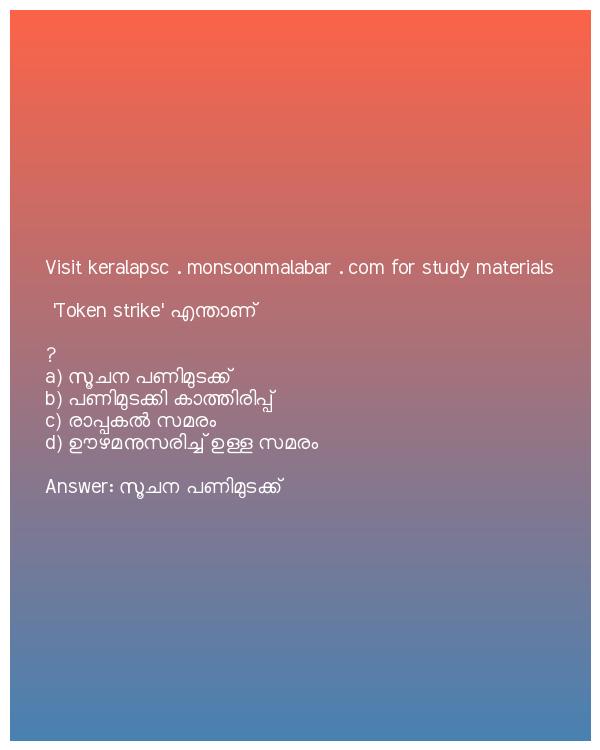 Visit keralapsc . monsoonmalabar . com for study materials
'Token strike' എന്താണ്
?
a) സൂചന പണിമുടക്ക്
b) പണിമുടക്കി കാത്തിരിപ്പ്
c) രാപ്പകൽ സമരം
d) ഊഴമനുസരിച്ച് ഉള്ള സമരം
Answer: സൂചന പണിമുടക്ക്